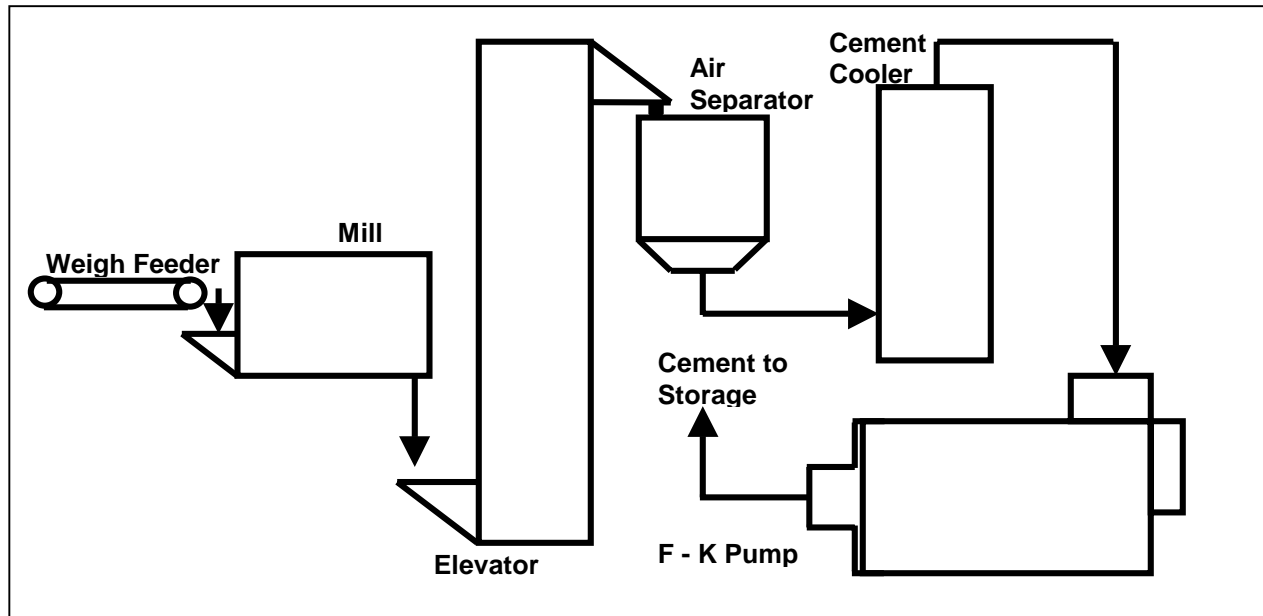 Weigh Feeder
Mill
Elevator
Air
Separator
Cement
Cooler
Cement to
Storage
F - K Pump